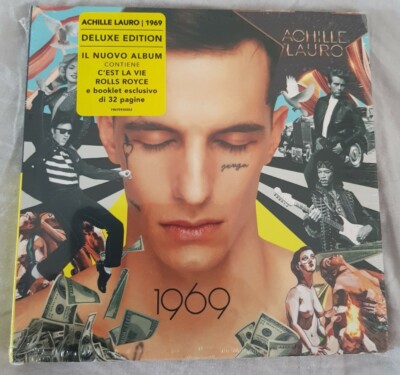 ACHILLE LAURO | 1969
DELUXE EDITION
IL NUOVO ALBUM
CONTIENE
C'EST LA VIE
ROLLS ROYCE
e booklet esclusivo
di 32 pagine
ACHILLE
LAURO
1969